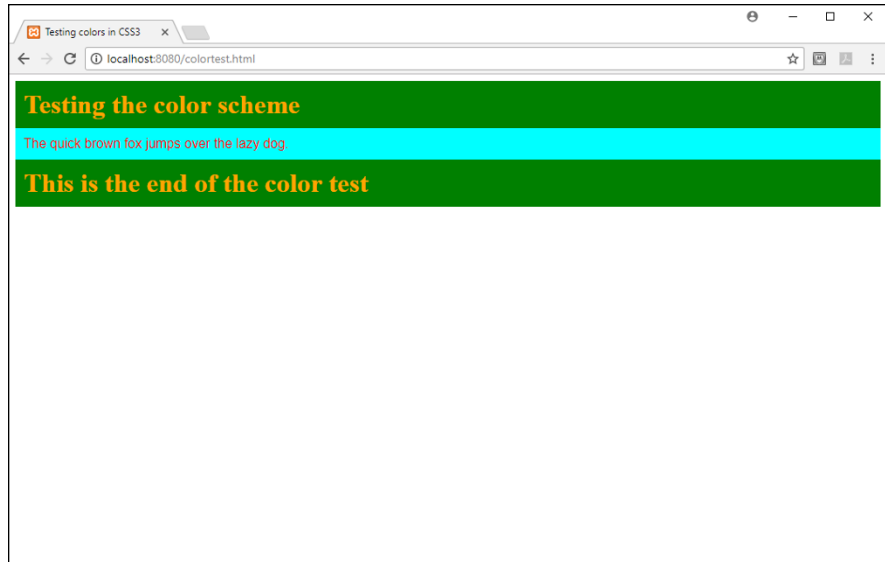 Testing colors in CSS3
localhost:8080/colortest.html
Testing the color scheme
The quick brown fox jumps over the lazy dog.
This is the end of the color test